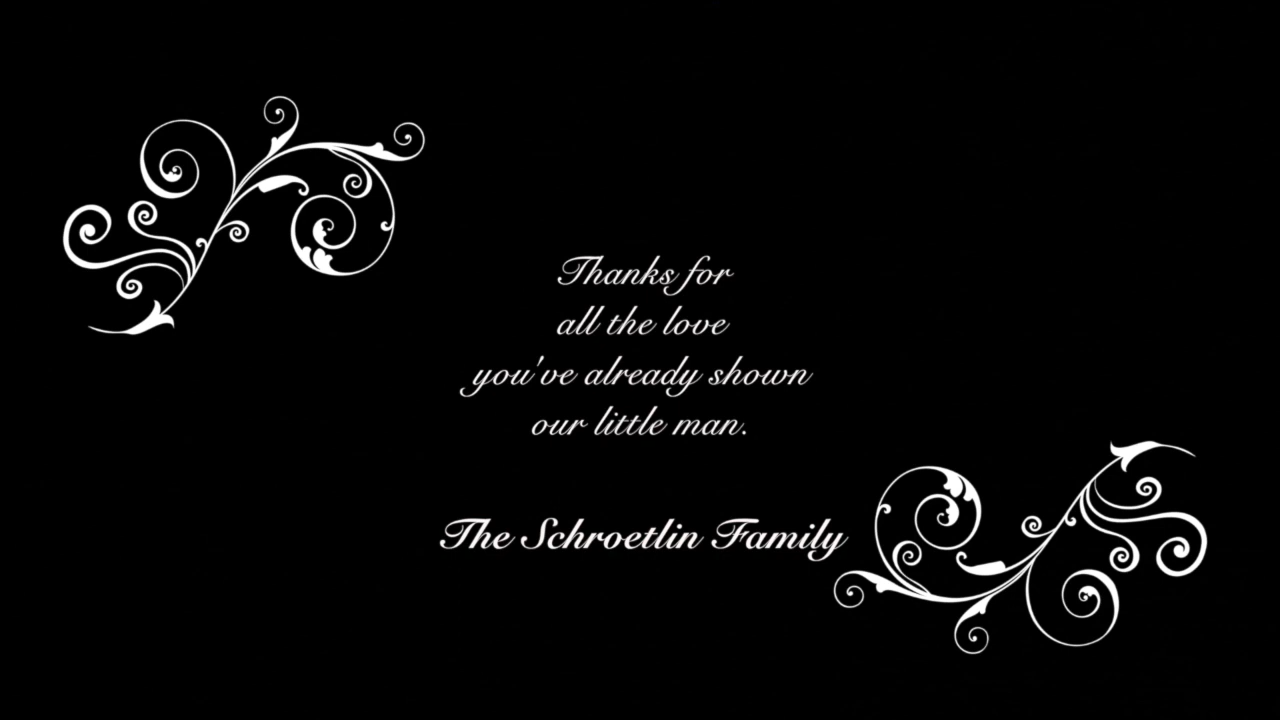 Thanks for
all the love
you've already shown
our little man.
The Schroetlin Family